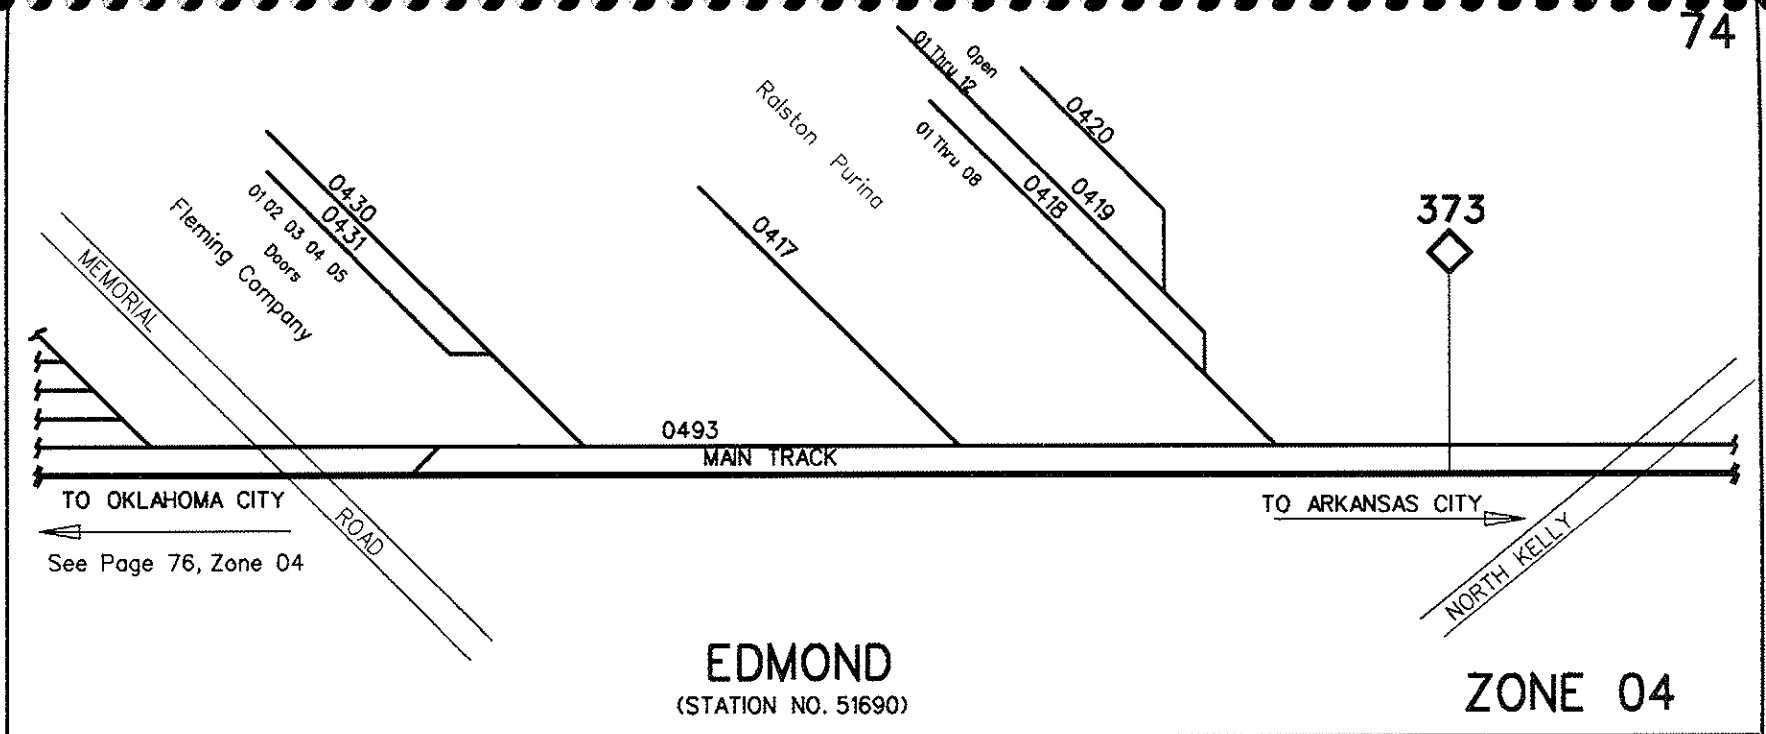 74
01 Thru 12
Open
0420
Ralston Purina
01 Thru 08
0419
0418
0430
0431
01 02 03 04 05
Doors
Fleming Company
0417
373
MEMORIAL
ROAD
0493
MAIN TRACK
TO OKLAHOMA CITY
See Page 76, Zone 04
TO ARKANSAS CITY
NORTH KELLY
EDMOND
(STATION NO. 51690)
ZONE 04